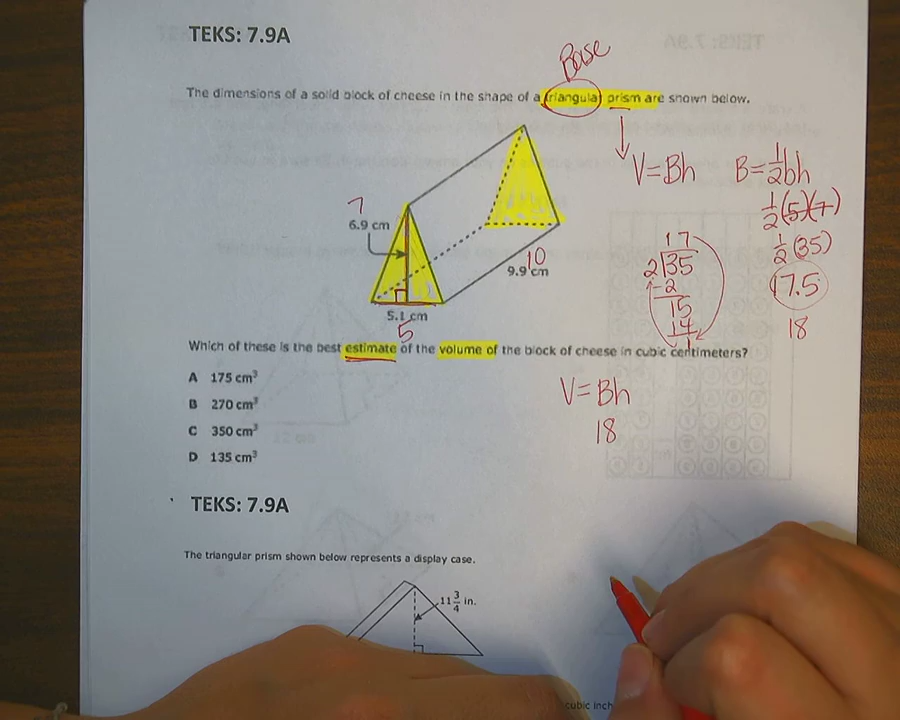 TEKS: 7.9A
Base
The dimensions of a solid block of cheese in the shape of a triangular prism are shown below.
V=Bh
B=1/2bh
1/2(5)(7)
1/2(35)
17.5
18
17
2)35
-2
15
14
1
7
6.9 cm
10
9.9 cm
5.1 cm
5
Which of these is the best estimate of the volume of the block of cheese in cubic centimeters?
A 175 cm³
B 270 cm³
C 350 cm³
D 135 cm³
V=Bh
18
TEKS: 7.9A
The triangular prism shown below represents a display case.
11 3/4 in.
cubic inch